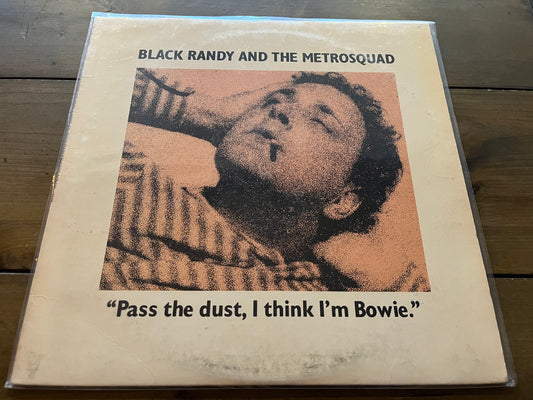 BLACK RANDY AND THE METROSQUAD
“Pass the dust, I think I’m Bowie.”